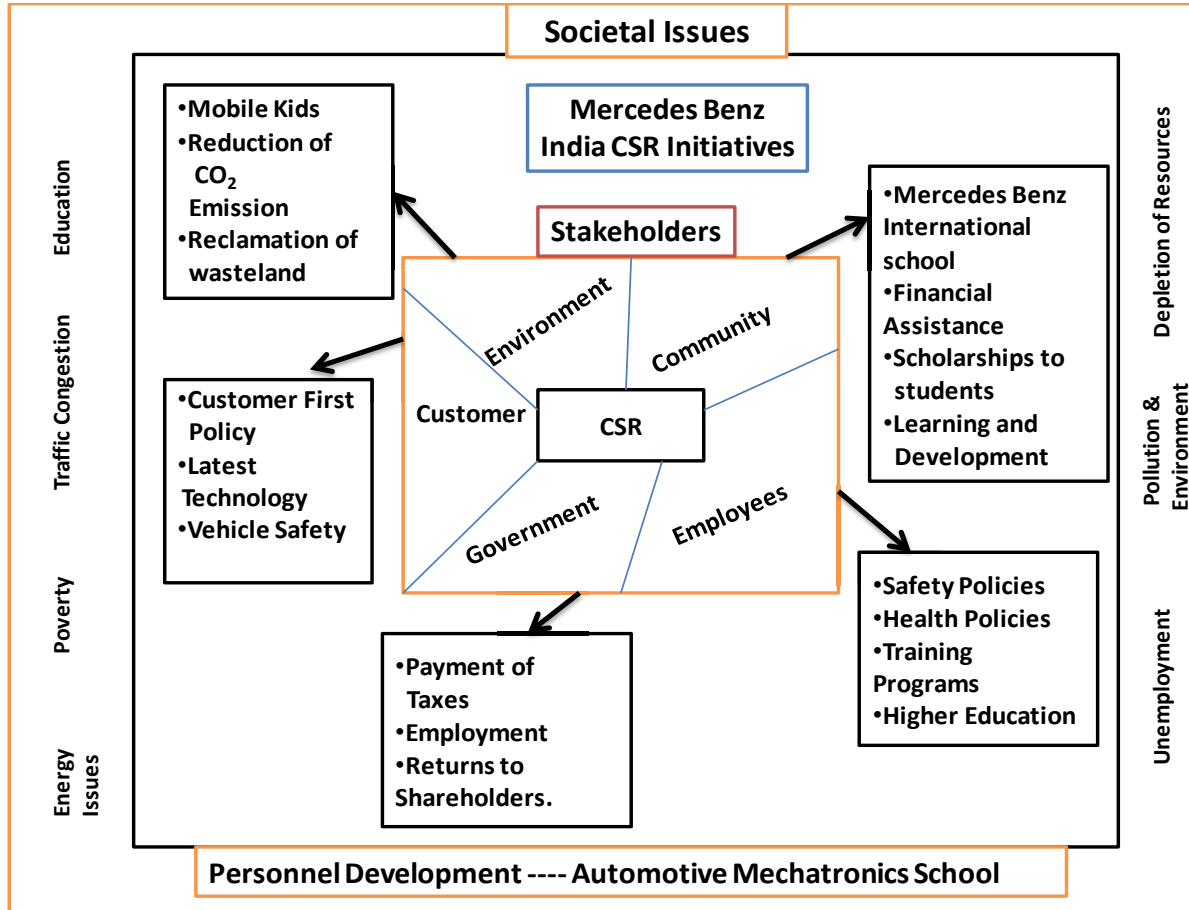 Societal Issues
Mercedes Benz
India CSR Initiatives
•Mobile Kids
•Reduction of
CO₂
Emission
•Reclamation of
wasteland
Stakeholders
•Mercedes Benz
International
school
•Financial
Assistance
•Scholarships to
students
•Learning and
Development
Environment
Community
Customer
CSR
Government
Employees
•Customer First
Policy
•Latest
Technology
•Vehicle Safety
•Payment of
Taxes
•Employment
•Returns to
Shareholders.
•Safety Policies
•Health Policies
•Training
Programs
•Higher Education
Education
Traffic Congestion
Poverty
Energy
Issues
Depletion of Resources
Pollution &
Environment
Unemployment
Personnel Development ---- Automotive Mechatronics School